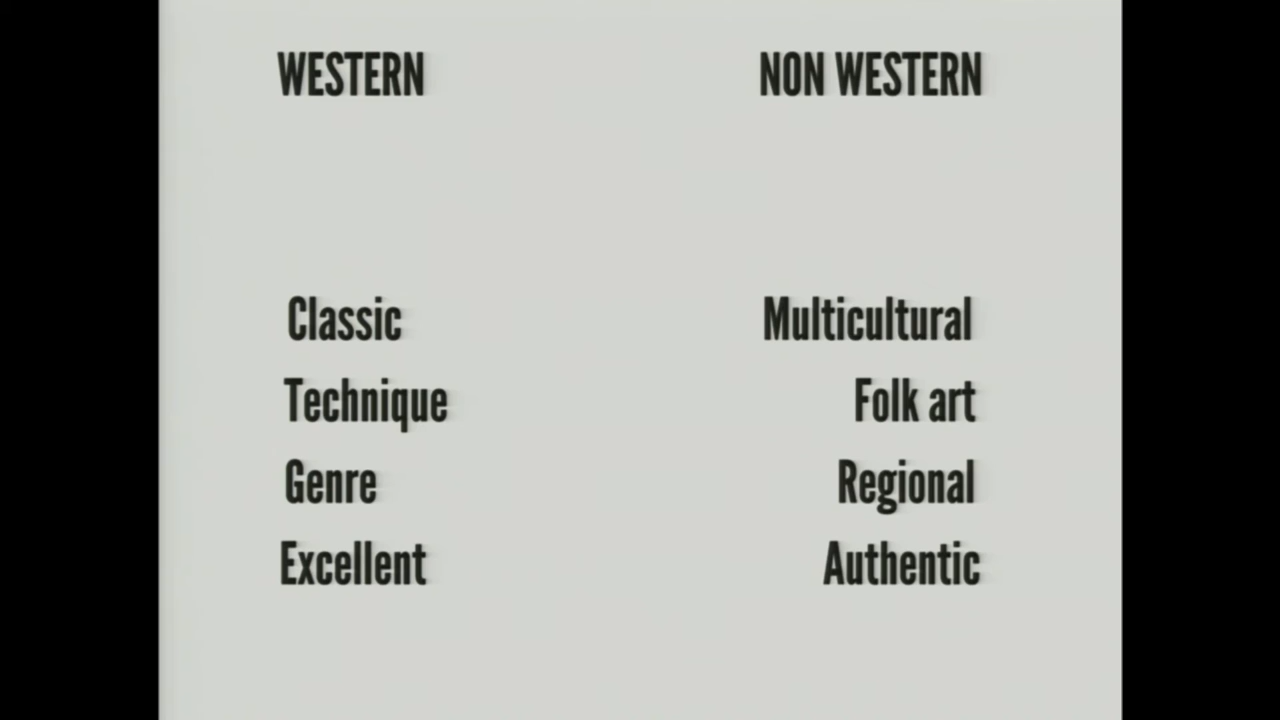 WESTERN NON WESTERN
Classic Multicultural
Technique Folk art
Genre Regional
Excellent Authentic